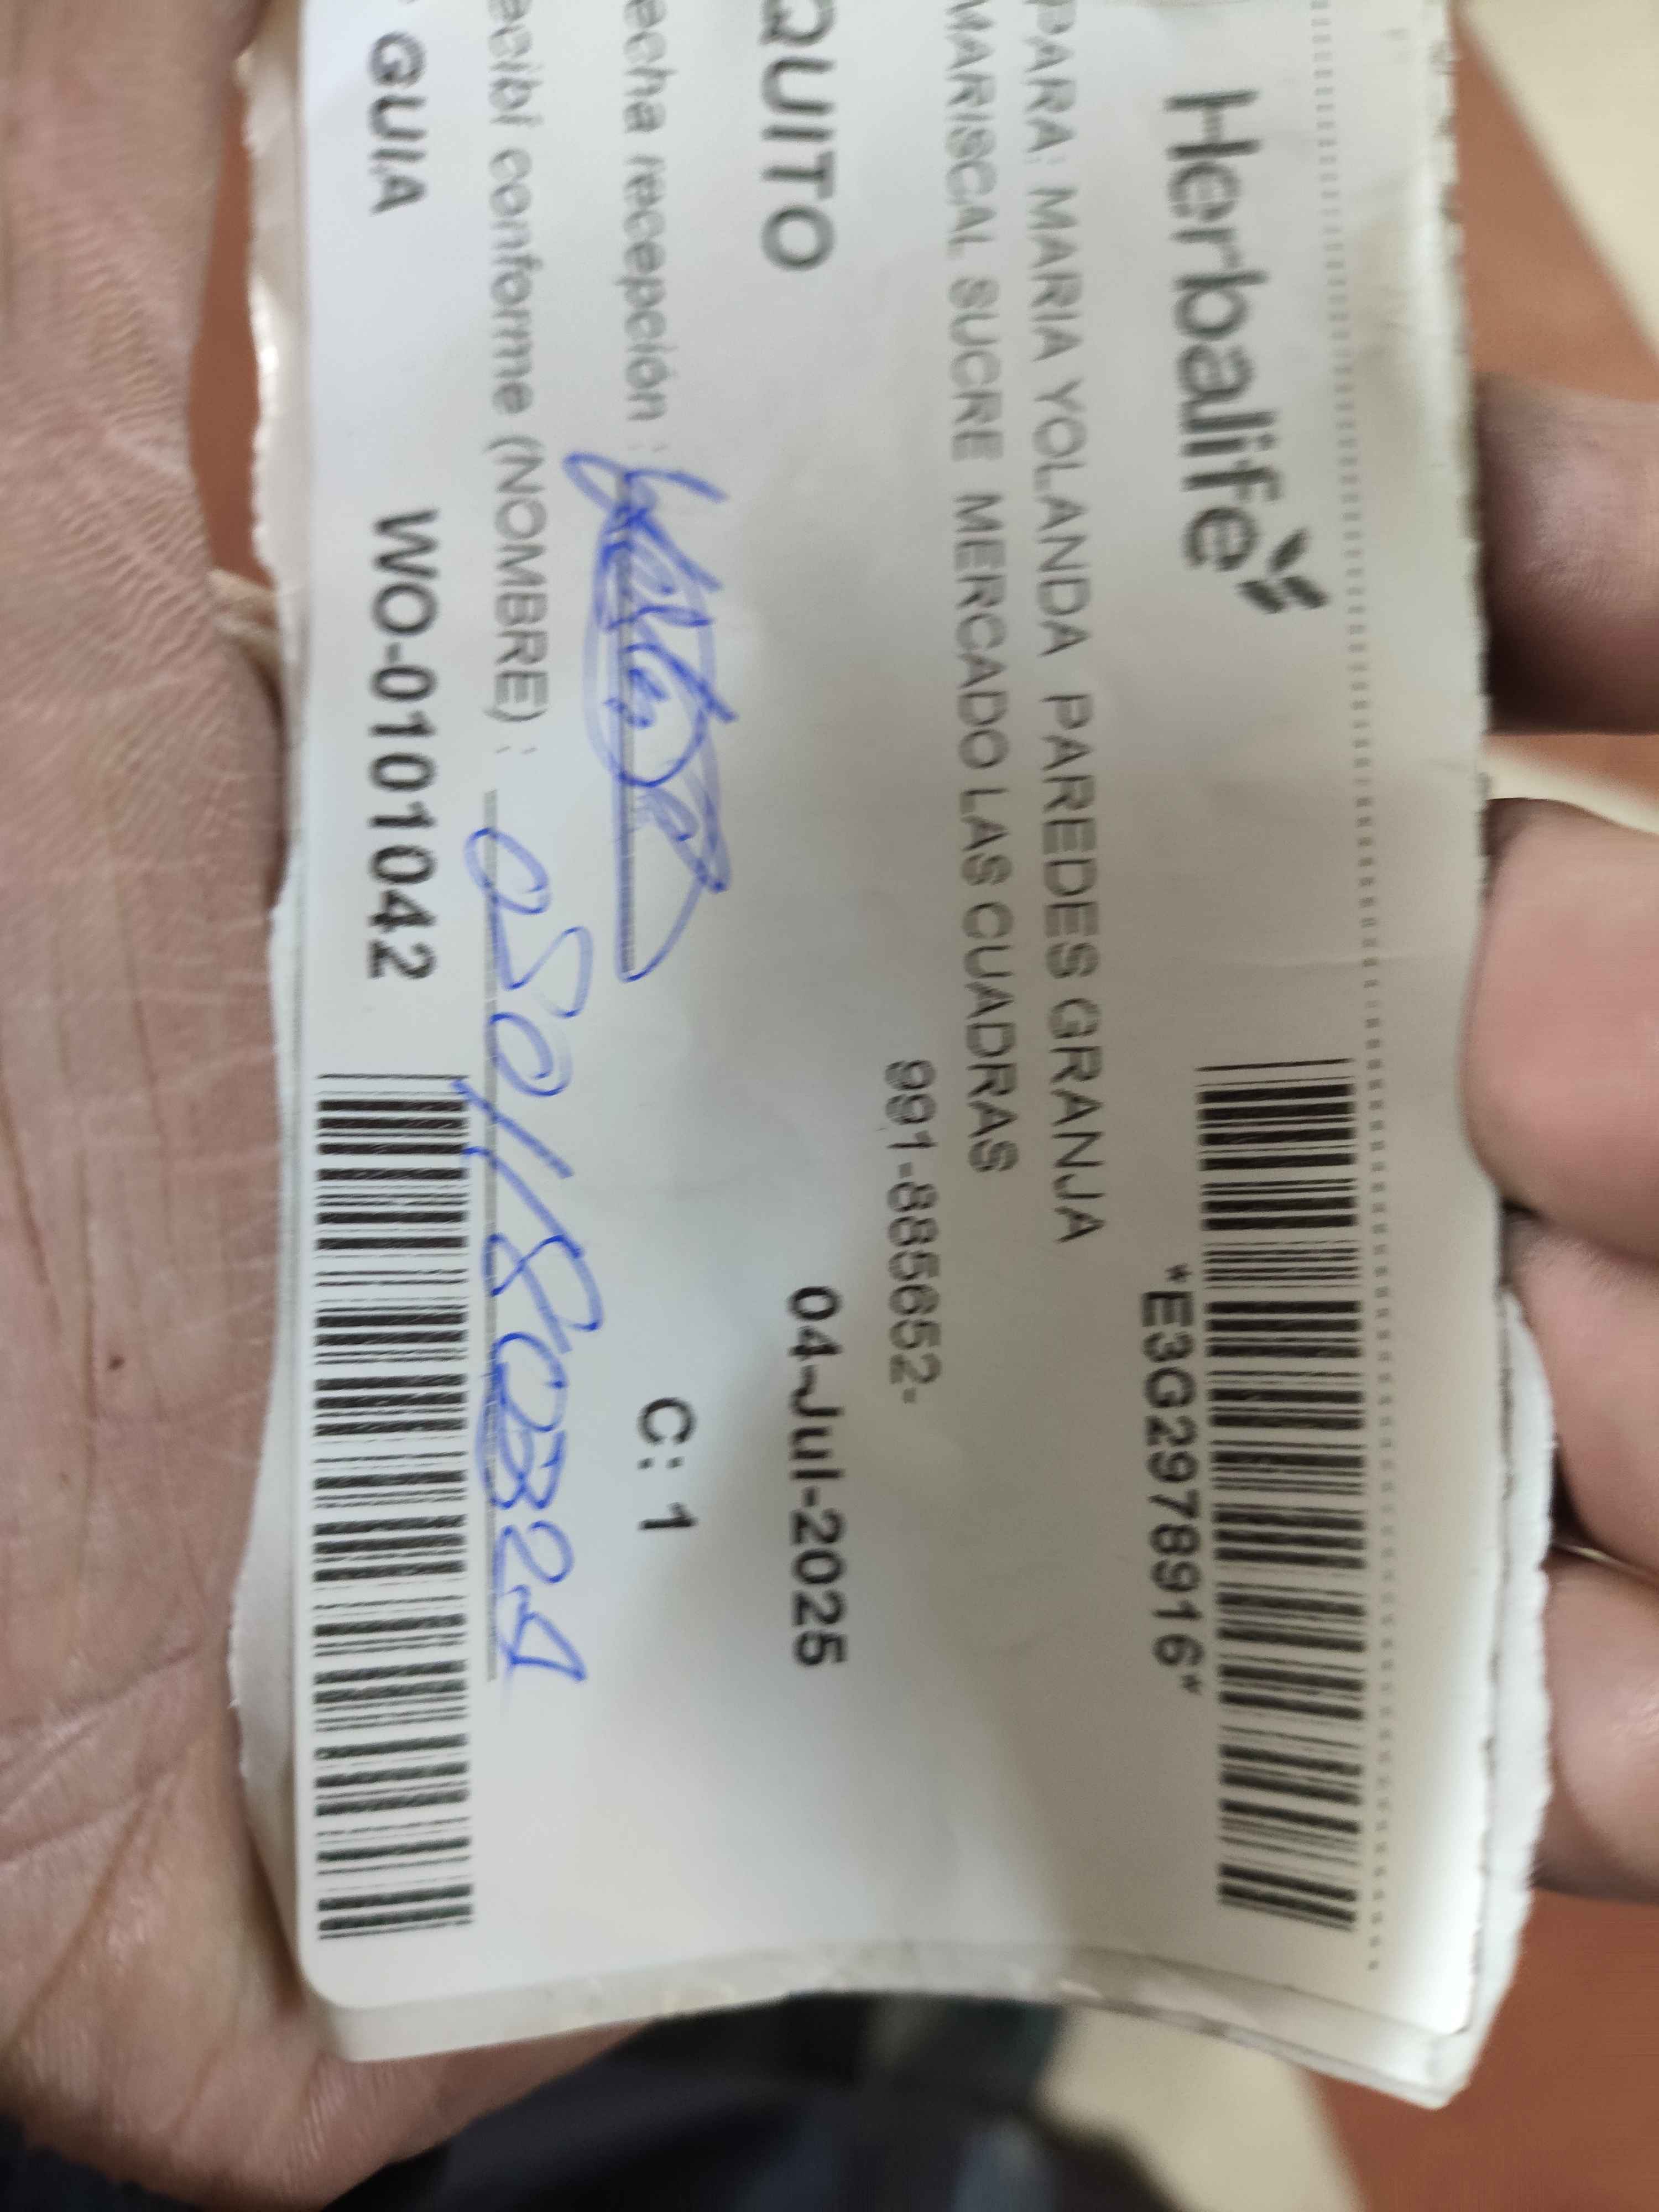 Herbalife
*E3G2978916*
PARA: MARIA YOLANDA PAREDES GRANJA
MARISCAL SUCRE MERCADO LAS CUADRAS
991-885652-
QUITO 04-Jul-2025
echa recepción :
C: 1
ecibí conforme (NOMBRE) :
GUIA WO-0101042